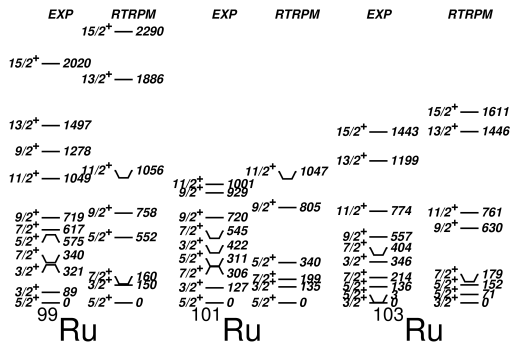 EXP RTRPM EXP RTRPM EXP RTRPM
15/2+ 2290
15/2+ 2020
13/2+ 1886
15/2+ 1611
13/2+ 1497
15/2+ 1443 13/2+ 1446
9/2+ 1278
13/2+ 1199
11/2+ 1056 11/2+ 1047
11/2+ 1049
11/2+ 1001
9/2+ 929
9/2+ 805
11/2+ 774 11/2+ 761
9/2+ 719 9/2+ 758 9/2+ 720
7/2+ 617 9/2+ 630
5/2+ 575 5/2+ 552 7/2+ 545 9/2+ 557
3/2+ 422 7/2+ 404
7/2+ 340 5/2+ 311 5/2+ 340 3/2+ 346
3/2+ 321 7/2+ 306
7/2+ 160 7/2+ 199 7/2+ 214 7/2+ 179
3/2+ 89 3/2+ 150 3/2+ 127 3/2+ 135 5/2+ 136 5/2+ 152
5/2+ 3 5/2+ 71
5/2+ 0 5/2+ 0 5/2+ 0 5/2+ 0 3/2+ 0 3/2+ 0
99Ru 101Ru 103Ru